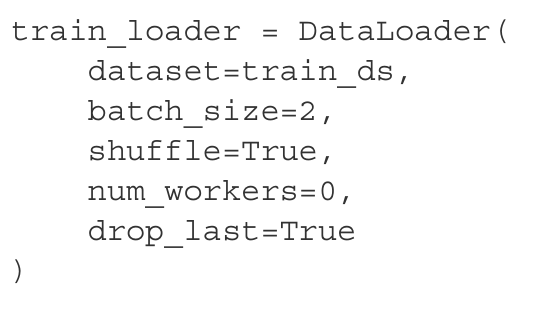 train_loader = DataLoader(
    dataset=train_ds,
    batch_size=2,
    shuffle=True,
    num_workers=0,
    drop_last=True
)